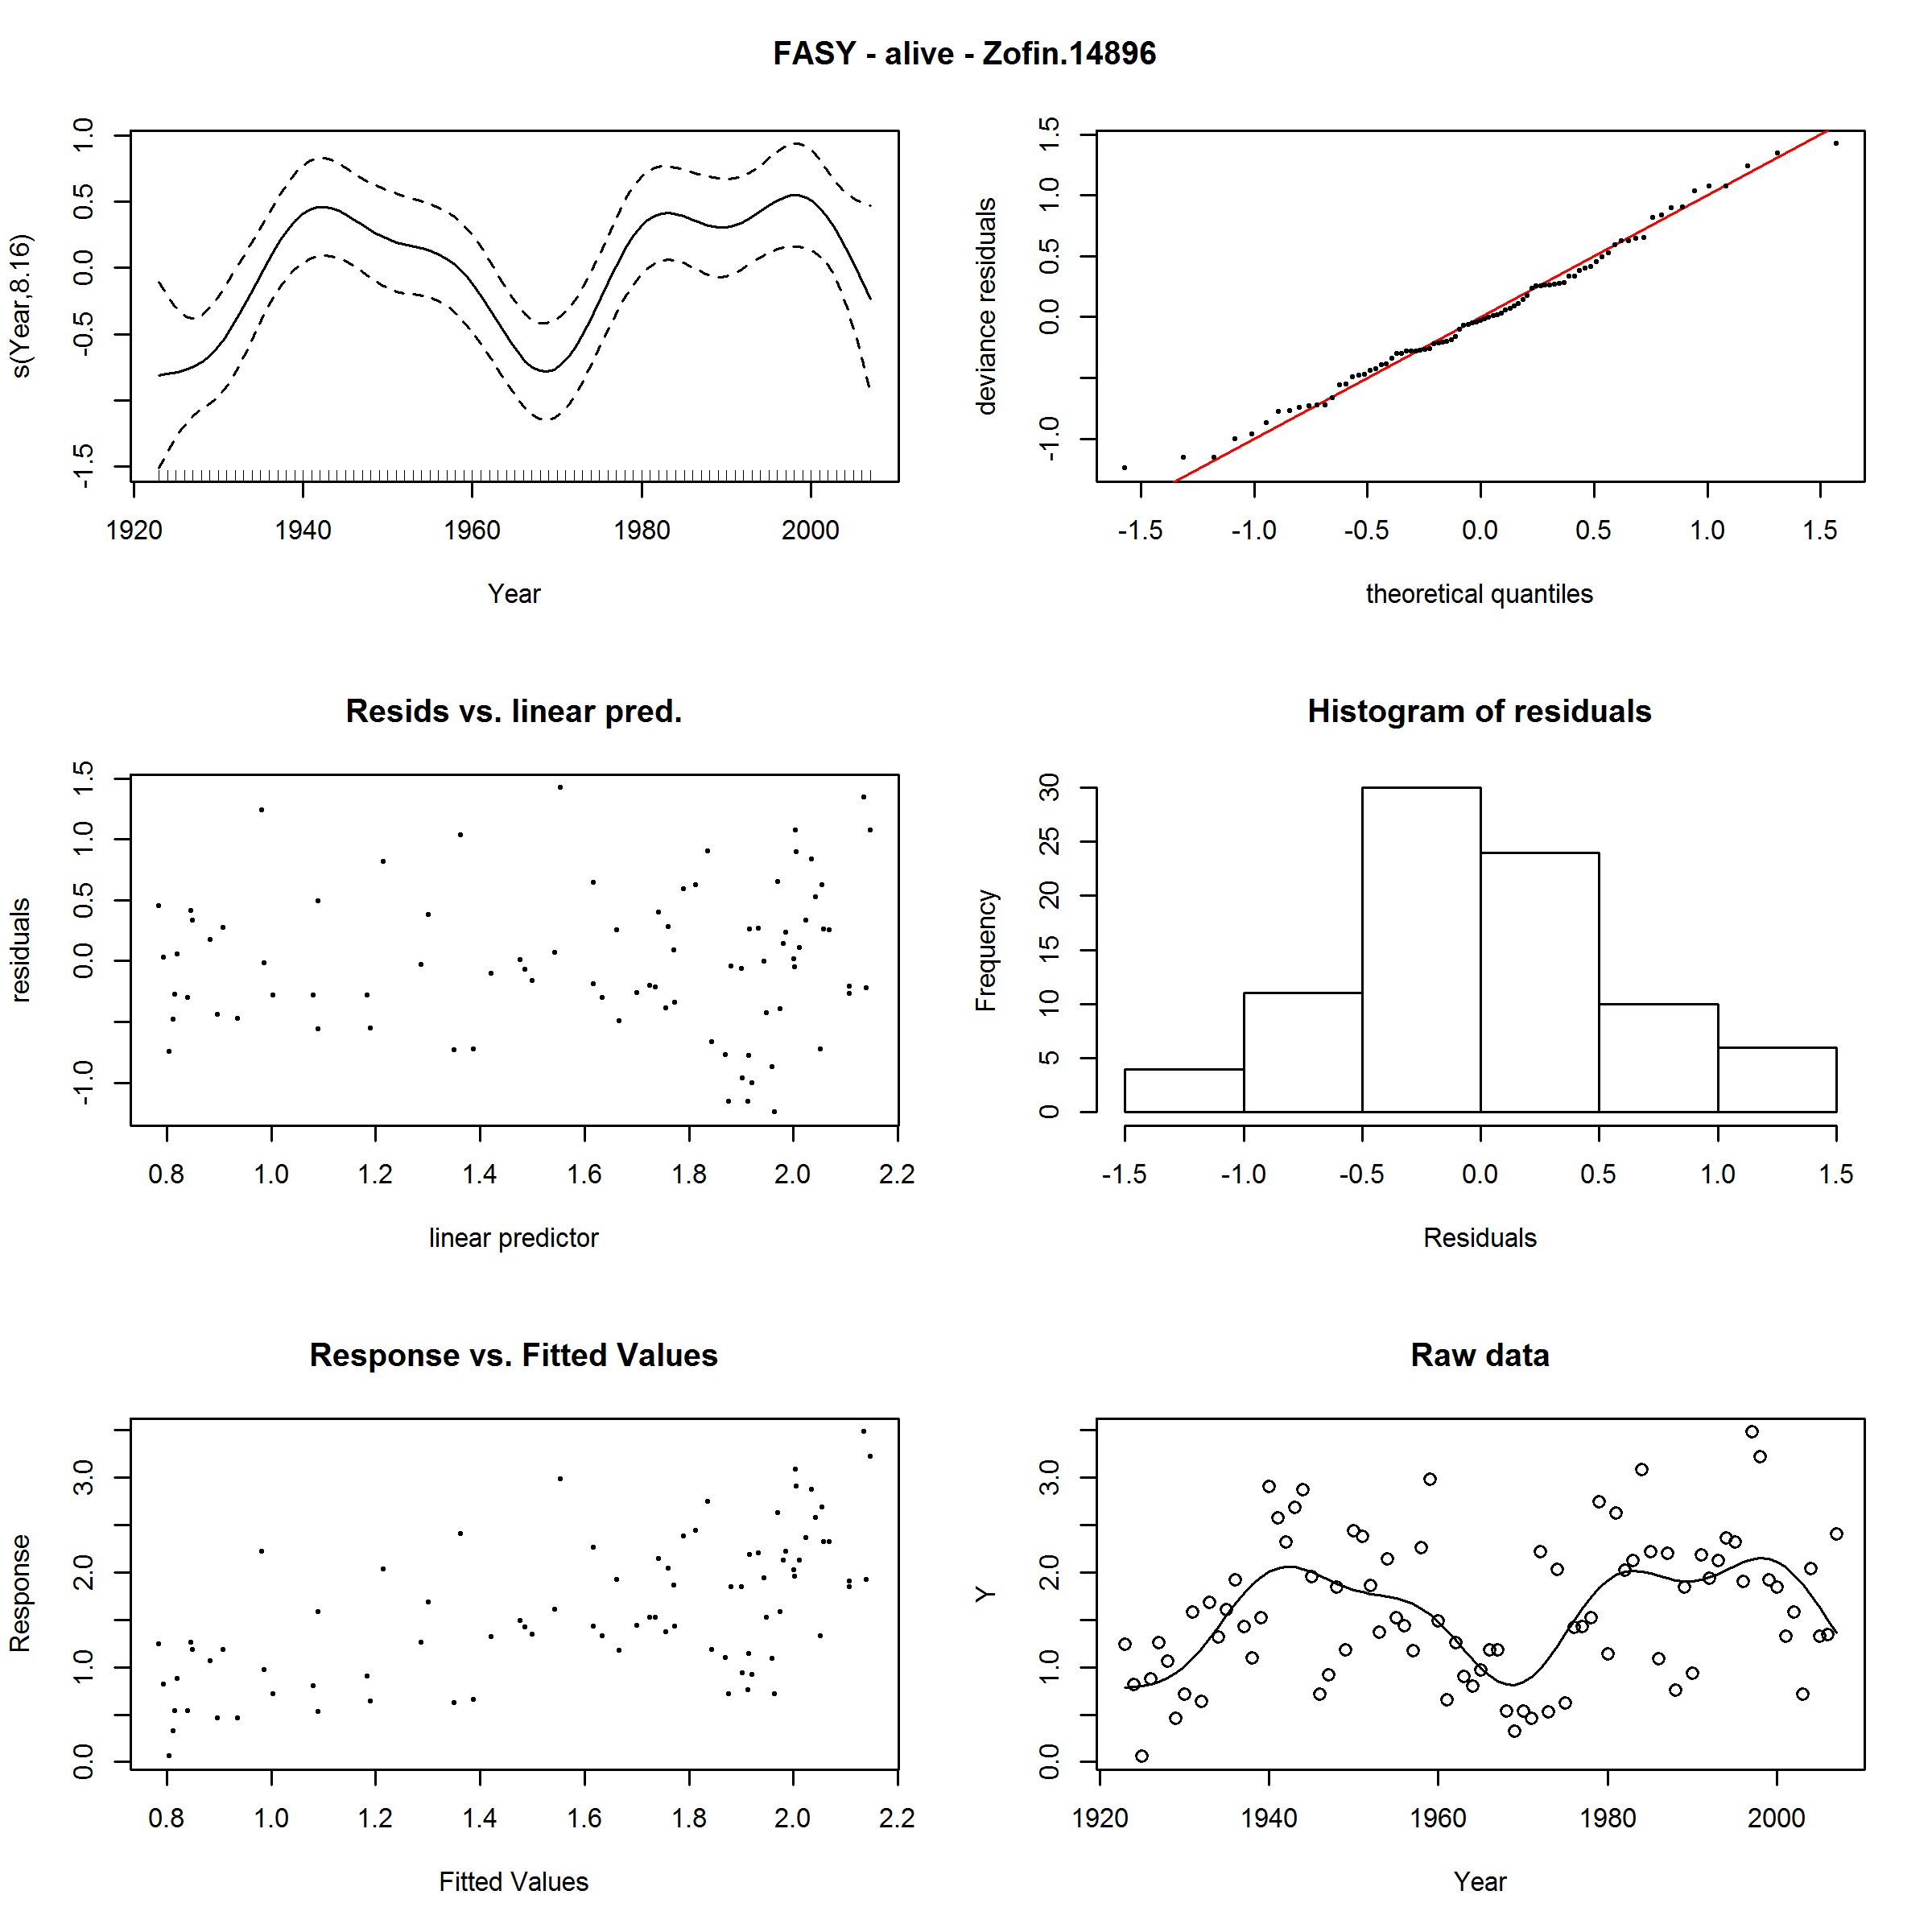 FASY - alive - Zofin.14896
s(Year,8.16)
1.0
0.5
0.0
-0.5
-1.5
1920 1940 1960 1980 2000
Year
deviance residuals
1.5
1.0
0.5
0.0
-1.0
-1.5 -1.0 -0.5 0.0 0.5 1.0 1.5
theoretical quantiles
Resids vs. linear pred.
residuals
1.5
1.0
0.5
0.0
-1.0
0.8 1.0 1.2 1.4 1.6 1.8 2.0 2.2
linear predictor
Histogram of residuals
Frequency
30
25
20
15
10
5
0
-1.5 -1.0 -0.5 0.0 0.5 1.0 1.5
Residuals
Response vs. Fitted Values
Response
3.0
2.0
1.0
0.0
0.8 1.0 1.2 1.4 1.6 1.8 2.0 2.2
Fitted Values
Raw data
Y
3.0
2.0
1.0
0.0
1920 1940 1960 1980 2000
Year